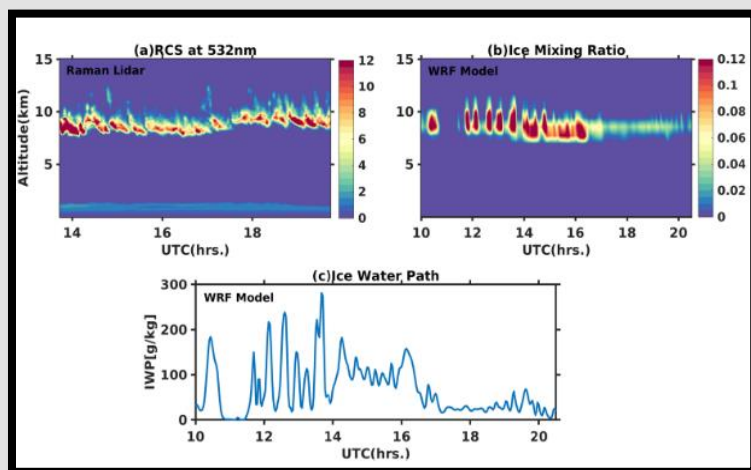 (a)RCS at 532nm
15
Raman Lidar
10
5
Altitude(km)
14 16 18
UTC(hrs.)
12
10
8
6
4
2
0
(b)Ice Mixing Ratio
15
WRF Model
10
5
10 12 14 16 18 20
UTC(hrs.)
0.12
0.1
0.08
0.06
0.04
0.02
0
(c)Ice Water Path
300
WRF Model
200
100
0
IWP[g/kg]
10 12 14 16 18 20
UTC(hrs.)